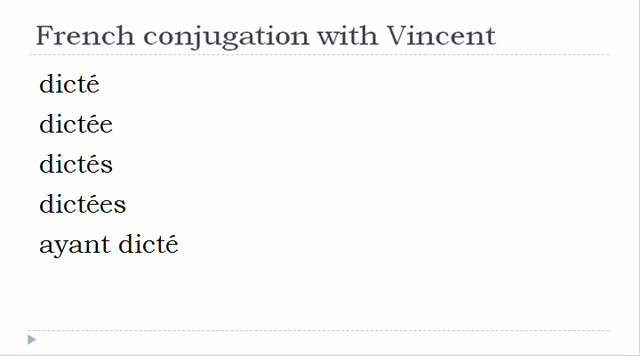 French conjugation with Vincent
dicté
dictée
dictés
dictées
ayant dicté